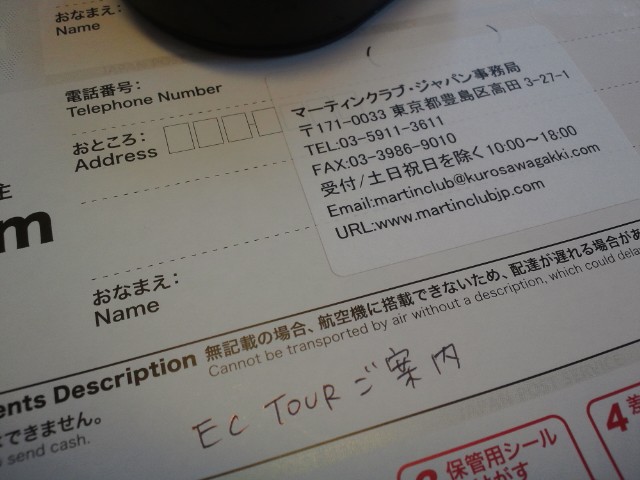 おなまえ：
Name
電話番号：
Telephone Number
おところ：
Address
マーティンクラブ・ジャパン事務局
〒171-0033 東京都豊島区高田 3-27-1
TEL:03-5911-3611
FAX:03-3986-9010
受付/土日祝日を除く 10:00〜18:00
Email:martinclub@kurosawagakki.com
URL:www.martinclubjp.com
主
m
おなまえ：
Name
ents Description 無記載の場合、航空機に搭載できないため、配達が遅れる場合があ
Cannot be transported by air without a description, which could delay
はできません。
send cash.
EC TOUR ご案内
保管用シール
はがす
4 差